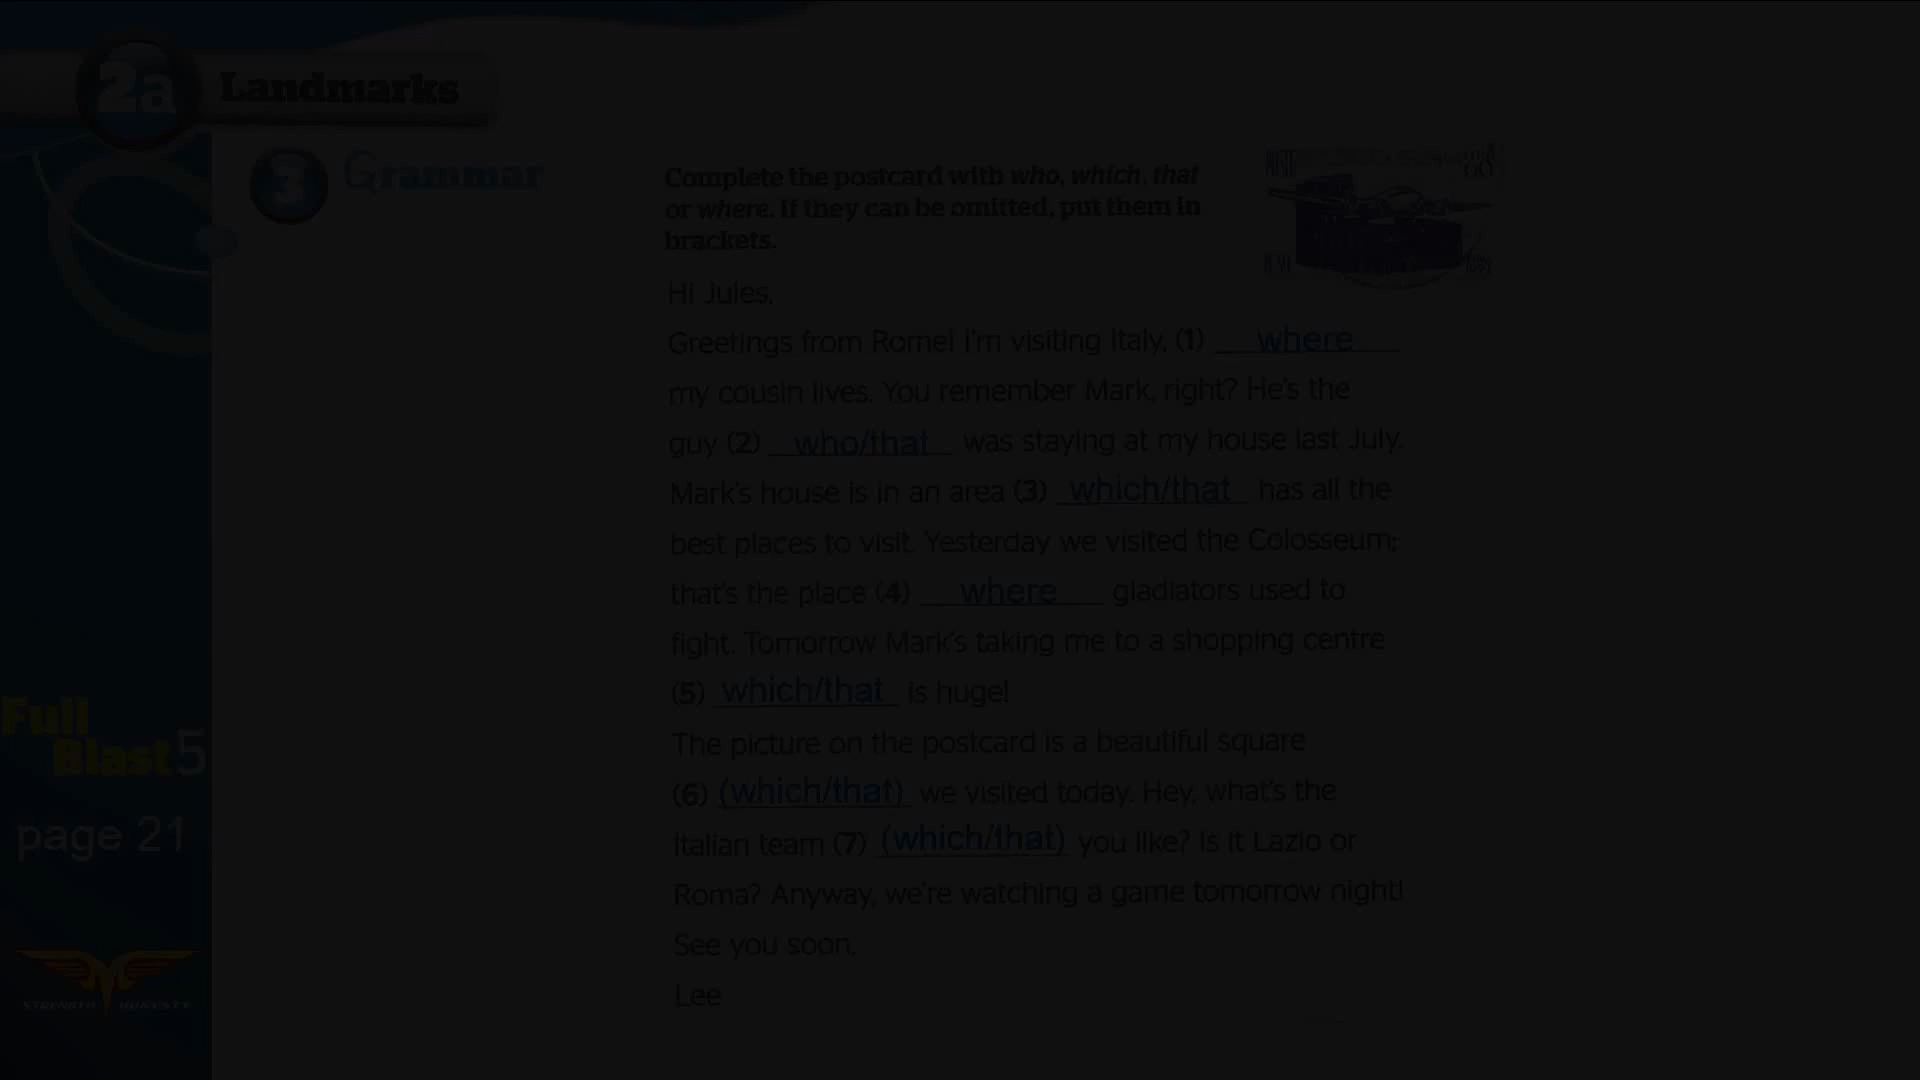 2a Landmarks
3 Grammar
Complete the postcard with who, which, that
or where. If they can be omitted, put them in
brackets.
Hi Jules,
Greetings from Rome! I'm visiting Italy, (1) where
my cousin lives. You remember Mark, right? He's the
guy (2) who/that was staying at my house last July.
Mark's house is in an area (3) which/that has all the
best places to visit. Yesterday we visited the Colosseum;
that's the place (4) where gladiators used to
fight. Tomorrow Mark's taking me to a shopping centre
(5) which/that is huge!
The picture on the postcard is a beautiful square
(6) (which/that) we visited today. Hey, what's the
Italian team (7) (which/that) you like? Is it Lazio or
Roma? Anyway, we're watching a game tomorrow night!
See you soon,
Lee
Full
Blast 5
page 21
STRENGTH HONESTY